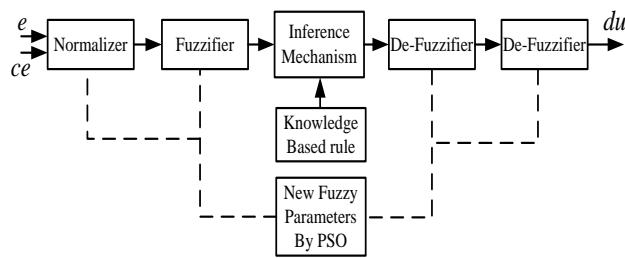 e
ce
Normalizer
Fuzzifier
Inference
Mechanism
De-Fuzzifier
De-Fuzzifier
du
Knowledge
Based rule
New Fuzzy
Parameters
By PSO